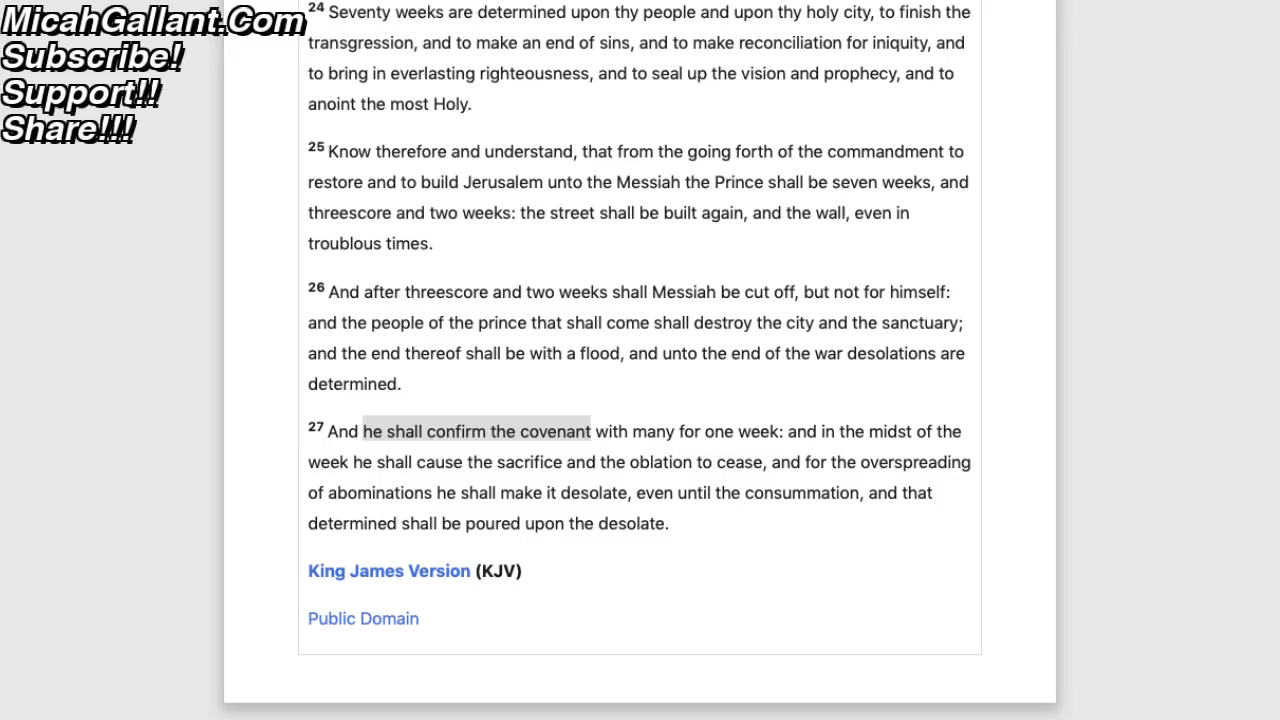 MicahGallant.Com
Subscribe!
Support!!
Share!!!
24 Seventy weeks are determined upon thy people and upon thy holy city, to finish the
transgression, and to make an end of sins, and to make reconciliation for iniquity, and
to bring in everlasting righteousness, and to seal up the vision and prophecy, and to
anoint the most Holy.
25 Know therefore and understand, that from the going forth of the commandment to
restore and to build Jerusalem unto the Messiah the Prince shall be seven weeks, and
threescore and two weeks: the street shall be built again, and the wall, even in
troublous times.
26 And after threescore and two weeks shall Messiah be cut off, but not for himself:
and the people of the prince that shall come shall destroy the city and the sanctuary;
and the end thereof shall be with a flood, and unto the end of the war desolations are
determined.
27 And he shall confirm the covenant with many for one week: and in the midst of the
week he shall cause the sacrifice and the oblation to cease, and for the overspreading
of abominations he shall make it desolate, even until the consummation, and that
determined shall be poured upon the desolate.
King James Version (KJV)
Public Domain